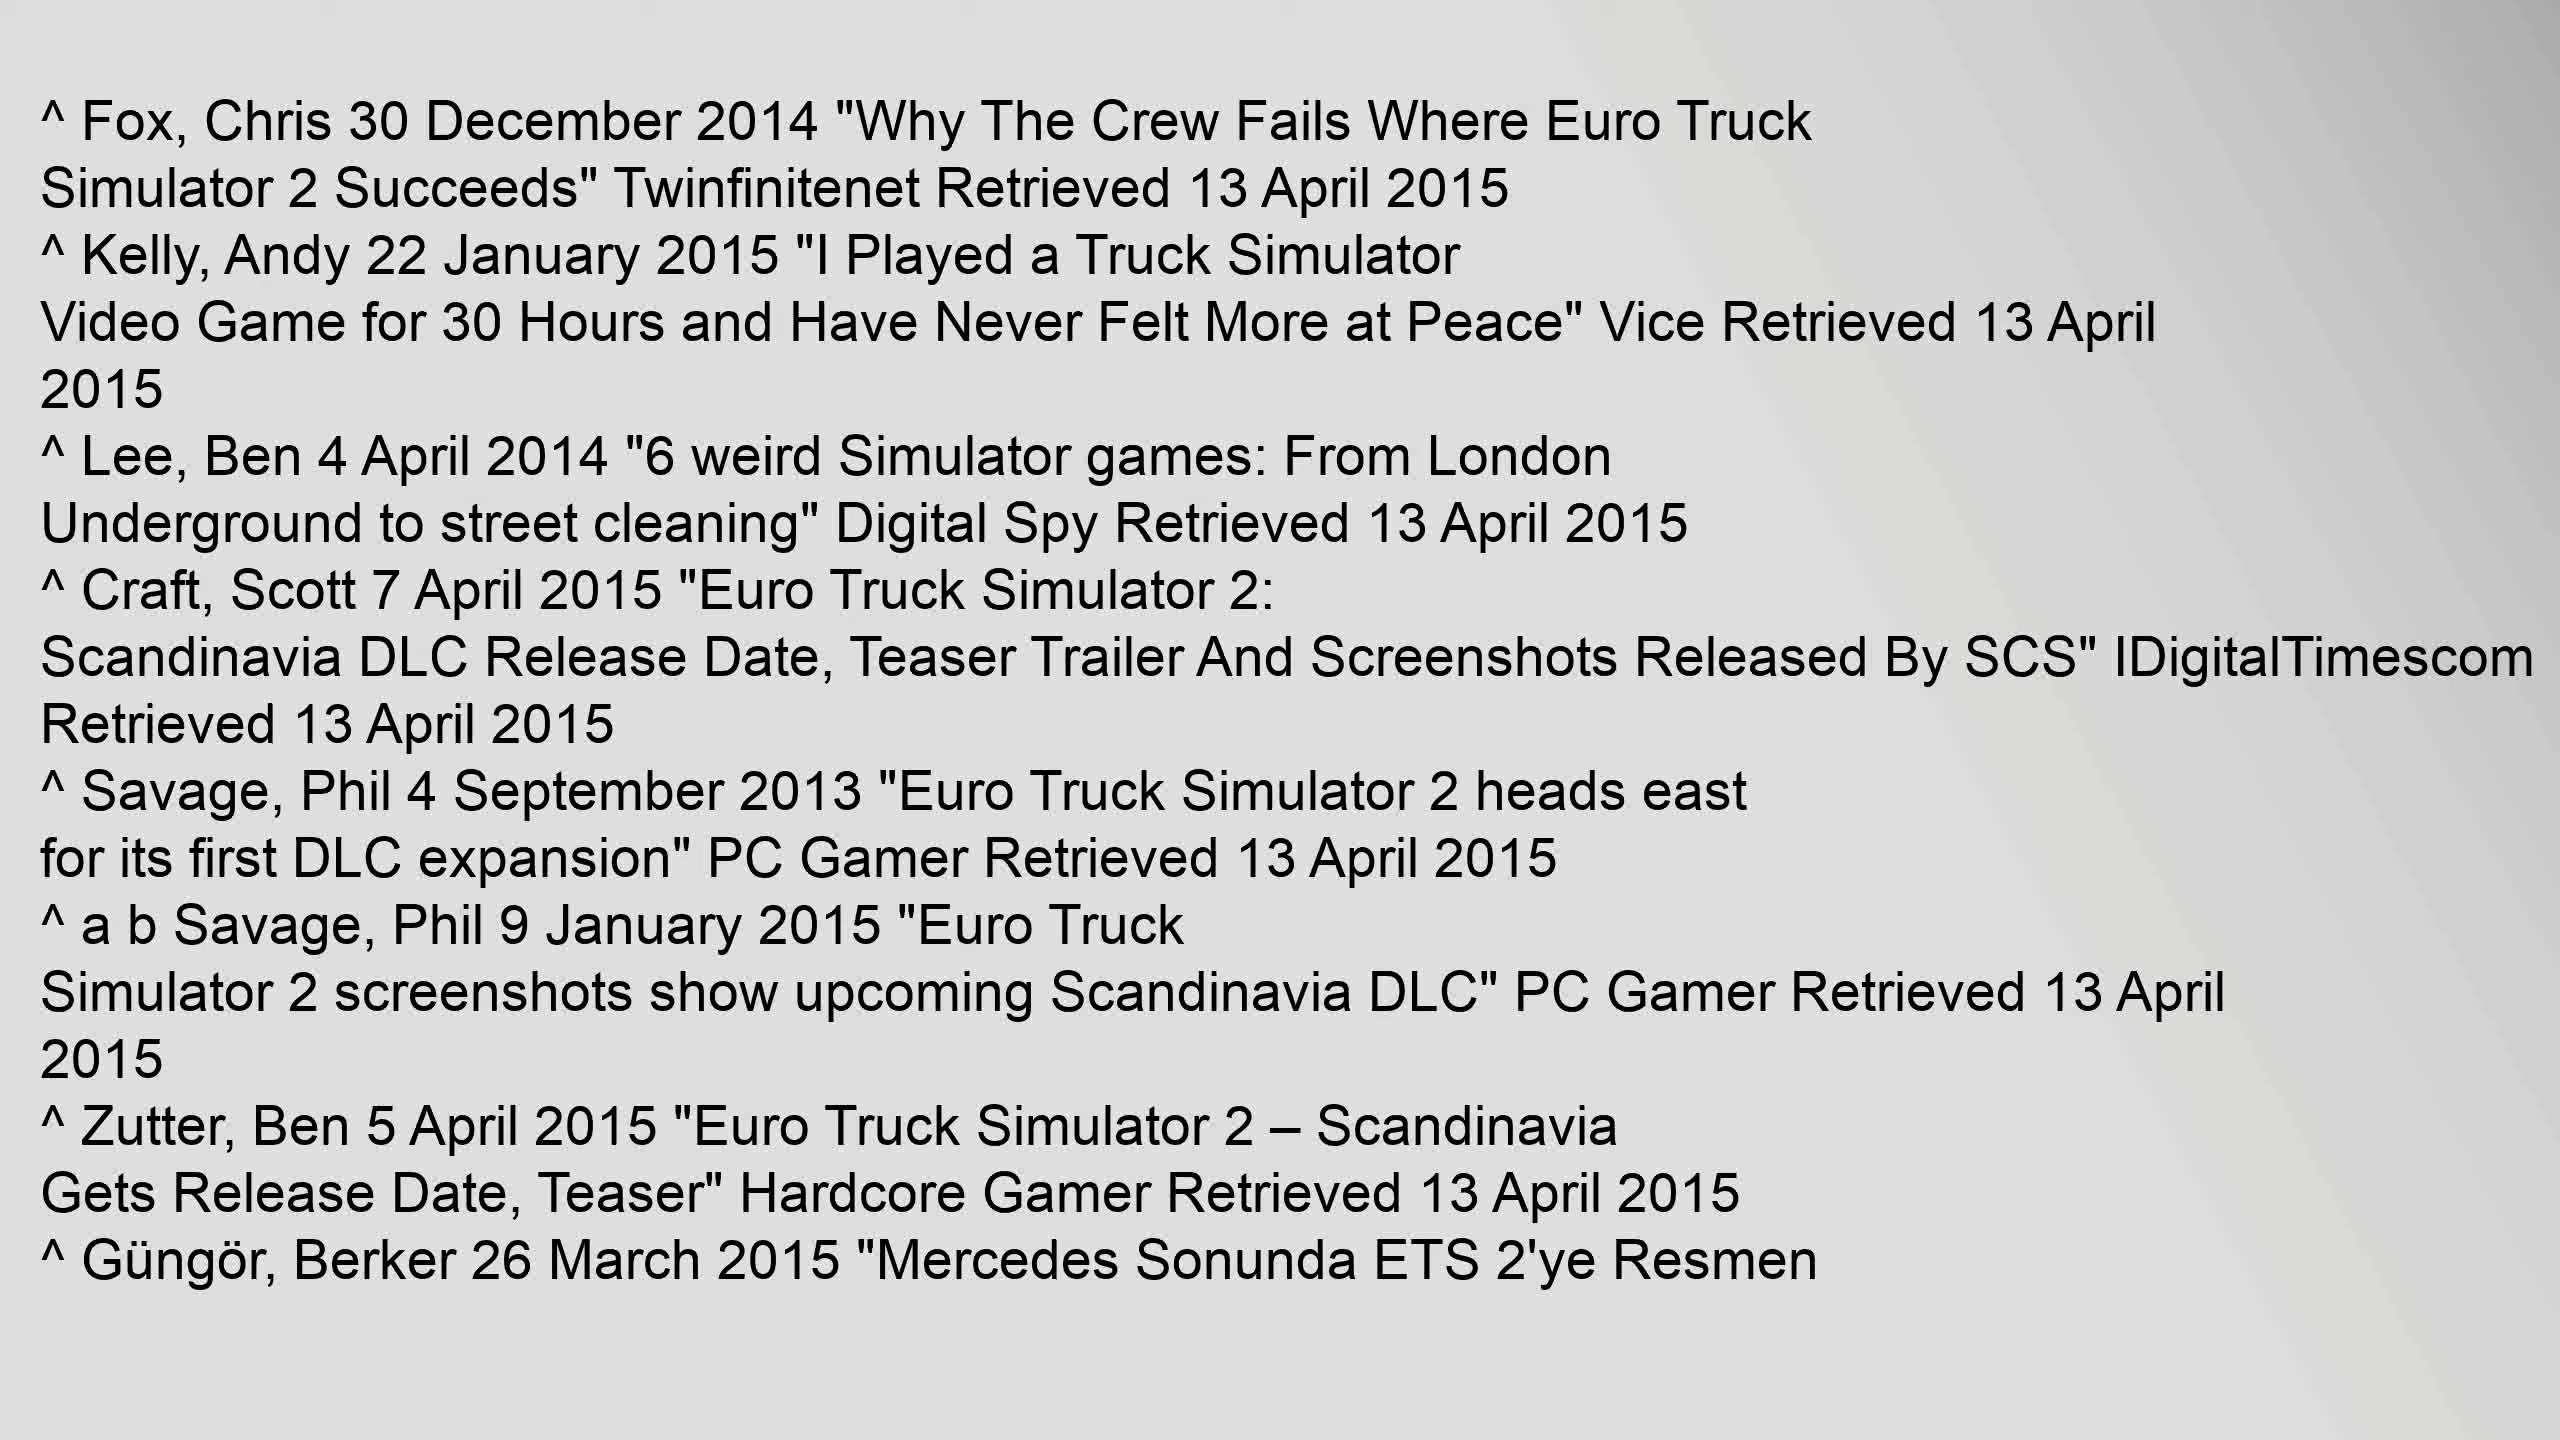 ^ Fox, Chris 30 December 2014 "Why The Crew Fails Where Euro Truck
Simulator 2 Succeeds" Twinfinitenet Retrieved 13 April 2015
^ Kelly, Andy 22 January 2015 "I Played a Truck Simulator
Video Game for 30 Hours and Have Never Felt More at Peace" Vice Retrieved 13 April
2015
^ Lee, Ben 4 April 2014 "6 weird Simulator games: From London
Underground to street cleaning" Digital Spy Retrieved 13 April 2015
^ Craft, Scott 7 April 2015 "Euro Truck Simulator 2:
Scandinavia DLC Release Date, Teaser Trailer And Screenshots Released By SCS" IDigitalTimescom
Retrieved 13 April 2015
^ Savage, Phil 4 September 2013 "Euro Truck Simulator 2 heads east
for its first DLC expansion" PC Gamer Retrieved 13 April 2015
^ a b Savage, Phil 9 January 2015 "Euro Truck
Simulator 2 screenshots show upcoming Scandinavia DLC" PC Gamer Retrieved 13 April
2015
^ Zutter, Ben 5 April 2015 "Euro Truck Simulator 2 – Scandinavia
Gets Release Date, Teaser" Hardcore Gamer Retrieved 13 April 2015
^ Güngör, Berker 26 March 2015 "Mercedes Sonunda ETS 2'ye Resmen